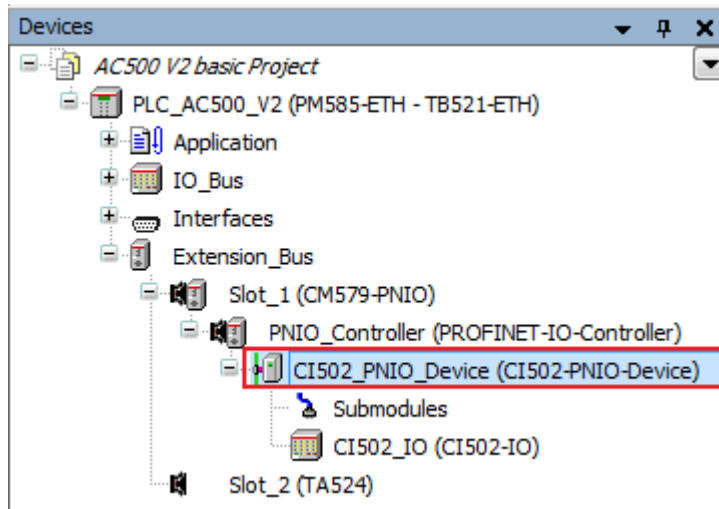 Devices
AC500 V2 basic Project
PLC_AC500_V2 (PM585-ETH - TB521-ETH)
Application
IO_Bus
Interfaces
Extension_Bus
Slot_1 (CM579-PNIO)
PNIO_Controller (PROFINET-IO-Controller)
CI502_PNIO_Device (CI502-PNIO-Device)
Submodules
CI502_IO (CI502-IO)
Slot_2 (TA524)